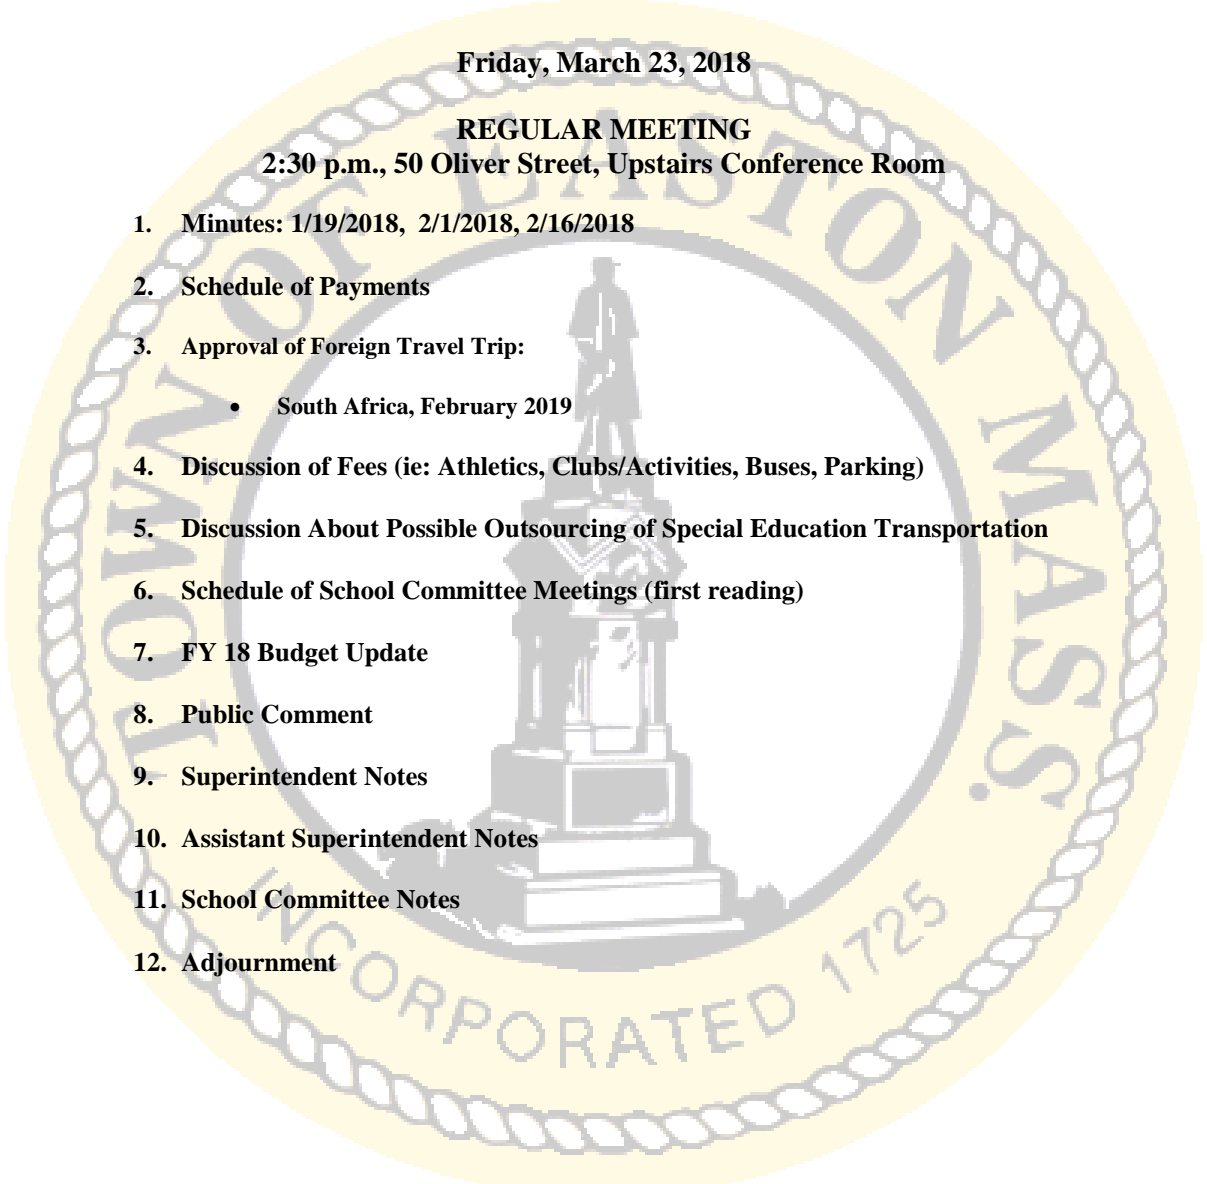 Friday, March 23, 2018
REGULAR MEETING
2:30 p.m., 50 Oliver Street, Upstairs Conference Room
1. Minutes: 1/19/2018, 2/1/2018, 2/16/2018
2. Schedule of Payments
3. Approval of Foreign Travel Trip:
• South Africa, February 2019
4. Discussion of Fees (ie: Athletics, Clubs/Activities, Buses, Parking)
5. Discussion About Possible Outsourcing of Special Education Transportation
6. Schedule of School Committee Meetings (first reading)
7. FY 18 Budget Update
8. Public Comment
9. Superintendent Notes
10. Assistant Superintendent Notes
11. School Committee Notes
12. Adjournment
TOWN OF EASTON MASS.
INCORPORATED 1725